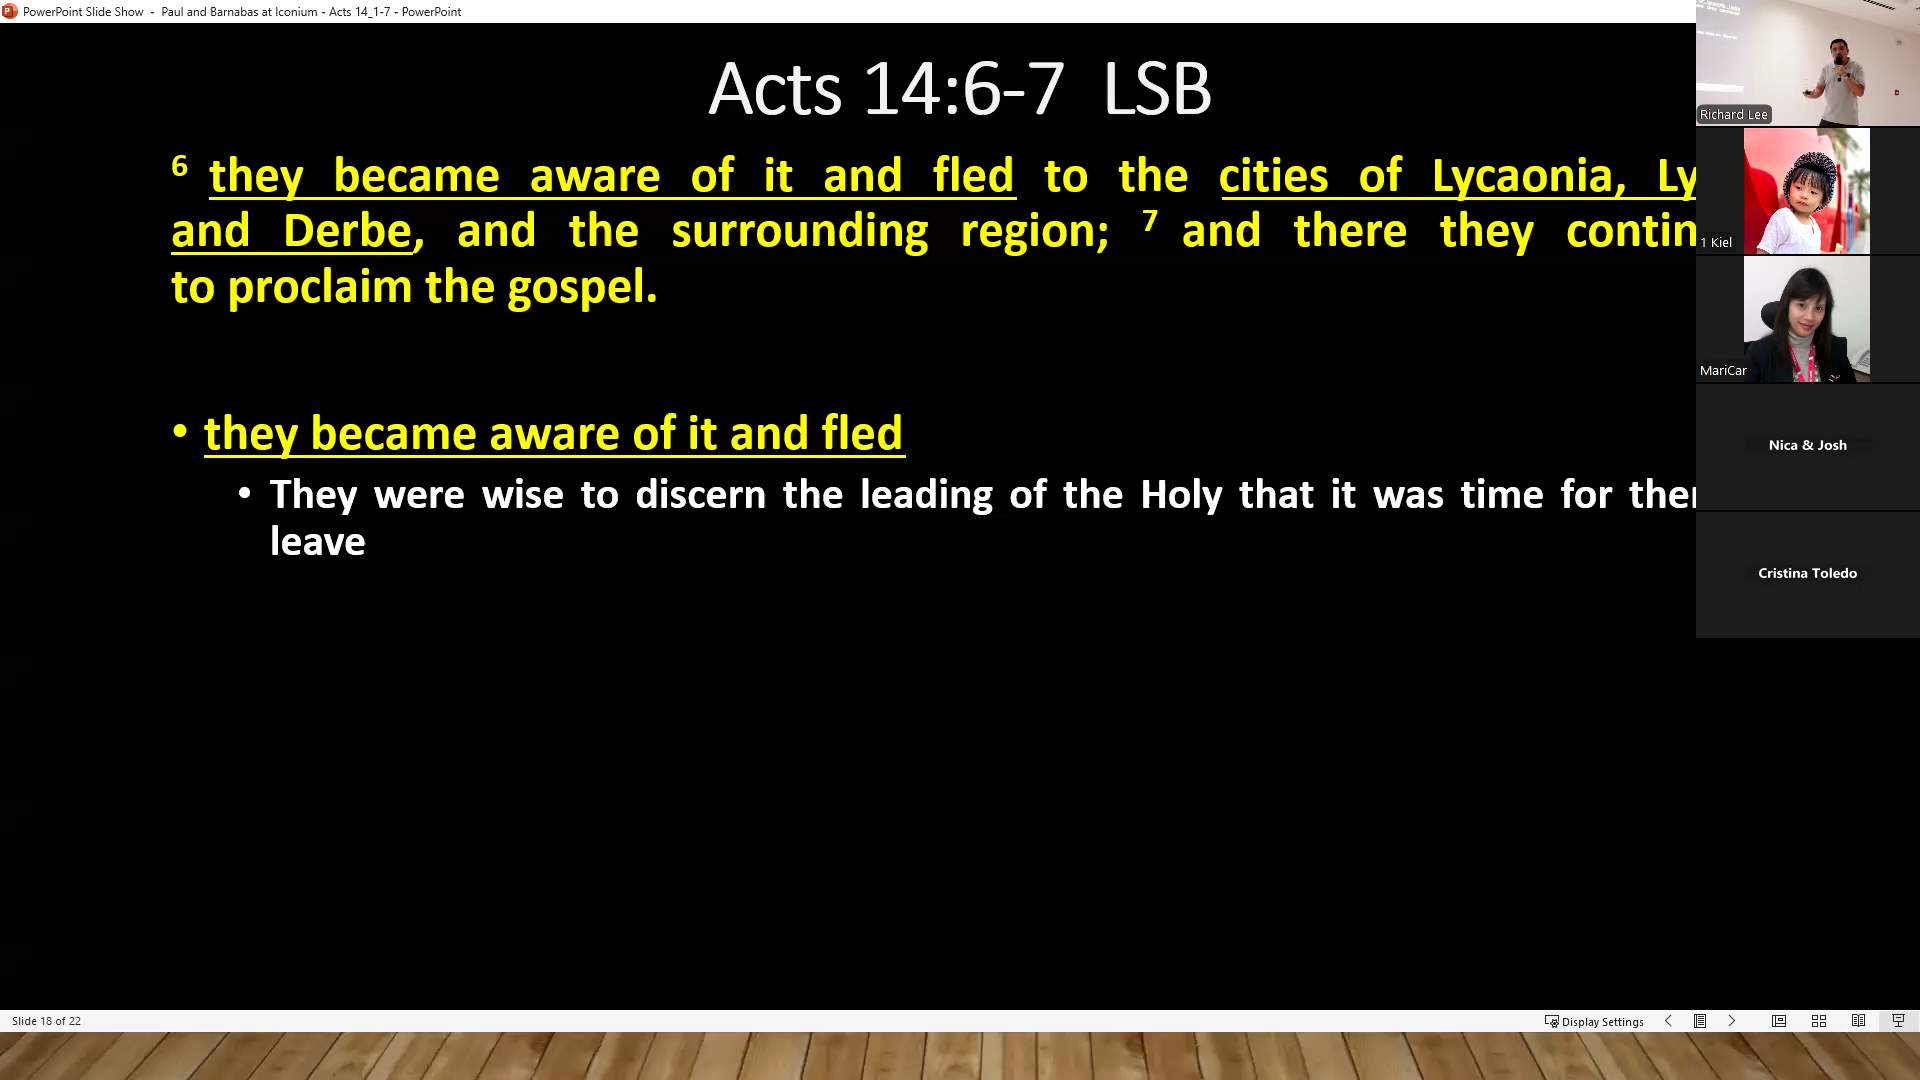 PowerPoint Slide Show - Paul and Barnabas at Iconium - Acts 14_1-7 - PowerPoint
Acts 14:6-7 LSB
6 they became aware of it and fled to the cities of Lycaonia, Ly
and Derbe, and the surrounding region; 7 and there they contin
to proclaim the gospel.
• they became aware of it and fled
• They were wise to discern the leading of the Holy that it was time for
leave
Richard Lee
1 Kiel
MariCar
Nica & Josh
Cristina Toledo
Slide 18 of 22
Display Settings